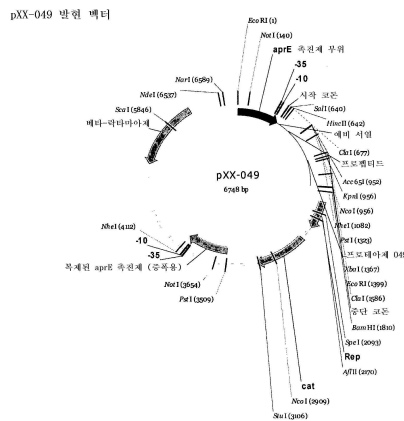 pXX-049 발현 벡터
EcoRI (1)
NotI (140)
aprE 촉진제 부위
-35
-10
시작 코돈
SalI (640)
HincII (642)
예비 서열
ClaI (677)
프로펩티드
Acc65I (952)
KpnI (956)
NcoI (956)
NheI (1082)
PstI (1323)
프로테아제 049
XbaI (1367)
EcoRI (1399)
ClaI (1586)
중단 코돈
BamHI (1810)
SpeI (2093)
Rep
AflII (2170)
cat
NcoI (2909)
StuI (3106)
PstI (3509)
NotI (3654)
복제된 aprE 촉진제 (증폭용)
-35
-10
NheI (4112)
베타-락타마아제
ScaI (5846)
NdeI (6537)
NarI (6589)
pXX-049
6748 bp